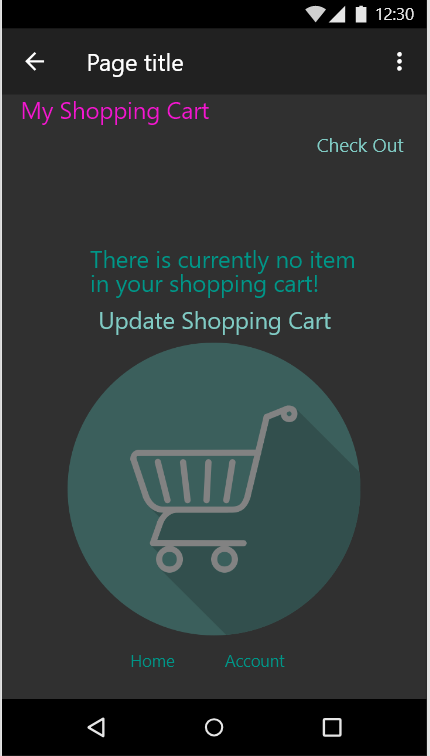 12:30
Page title
My Shopping Cart
Check Out
There is currently no item
in your shopping cart!
Update Shopping Cart
Home Account